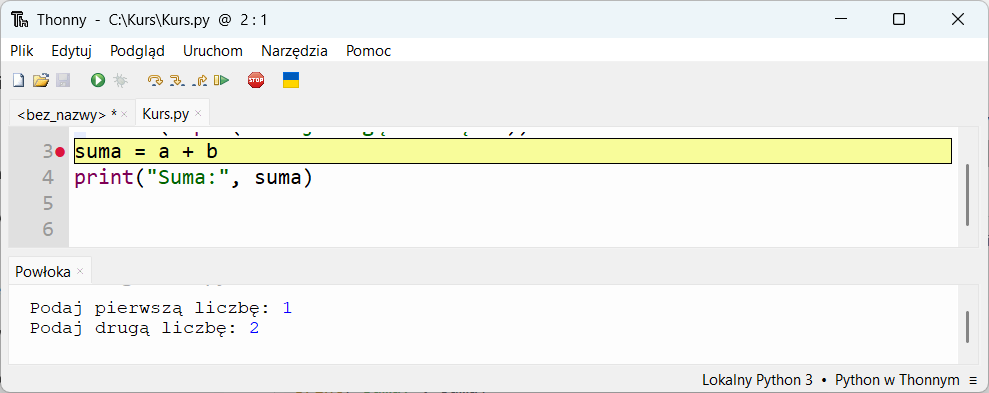 Thonny - C:\Kurs\Kurs.py @ 2 : 1
Plik Edytuj Podgląd Uruchom Narzędzia Pomoc
STOP
<bez_nazwy> * × Kurs.py ×
3 suma = a + b
4 print("Suma:", suma)
5
6
Powłoka ×
Podaj pierwszą liczbę: 1
Podaj drugą liczbę: 2
Lokalny Python 3 • Python w Thonnym ≡